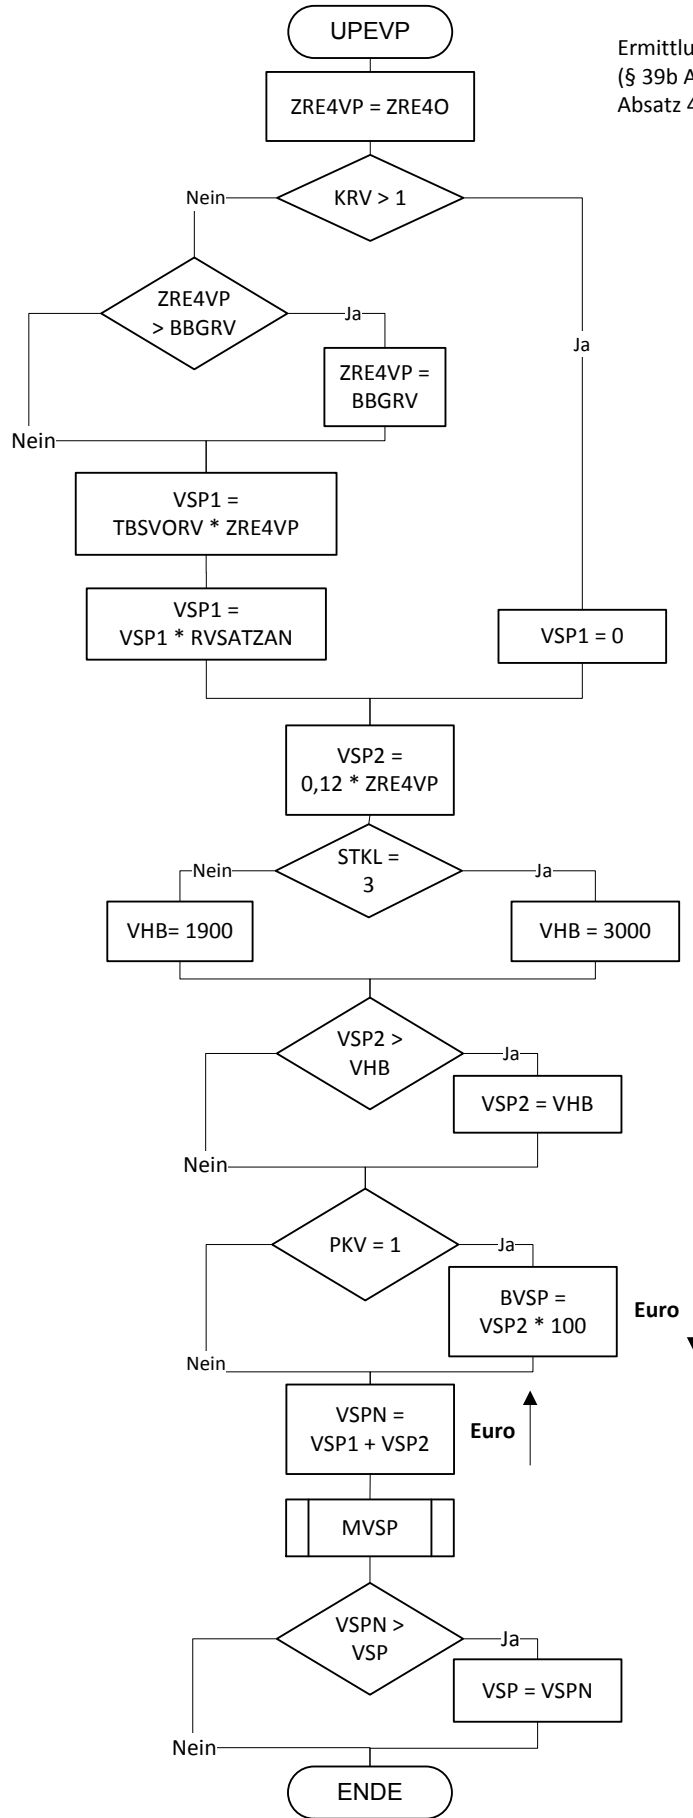 UPEVP
Ermittlu
(§ 39b A
Absatz 4
ZRE4VP = ZRE4O
KRV > 1
Nein
Ja
ZRE4VP
> BBGRV
Ja
ZRE4VP =
BBGRV
Nein
VSP1 =
TBSVORV * ZRE4VP
VSP1 =
VSP1 * RVSATZAN
VSP1 = 0
VSP2 =
0,12 * ZRE4VP
STKL =
3
Nein
Ja
VHB= 1900
VHB = 3000
VSP2 >
VHB
Ja
VSP2 = VHB
Nein
PKV = 1
Ja
BVSP =
VSP2 * 100
Euro
Nein
VSPN =
VSP1 + VSP2
Euro
MVSP
VSPN >
VSP
Ja
VSP = VSPN
Nein
ENDE